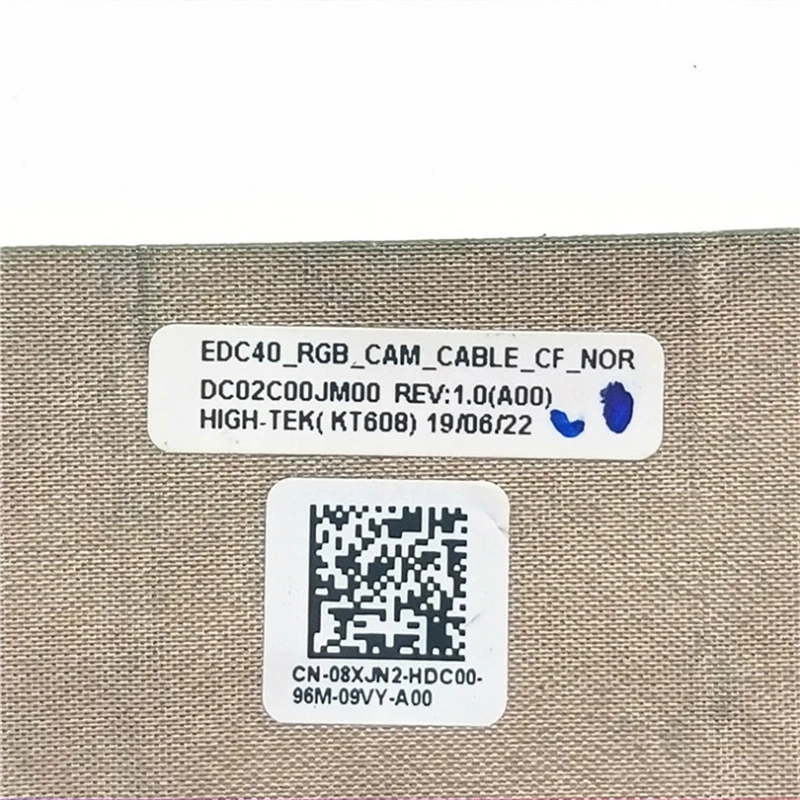 EDC40_RGB_CAM_CABLE_CF_NOR
DC02C00JM00 REV:1.0(A00)
HIGH-TEK( KT608) 19/06/22
CN-08XJN2-HDC00-
96M-09VY-A00